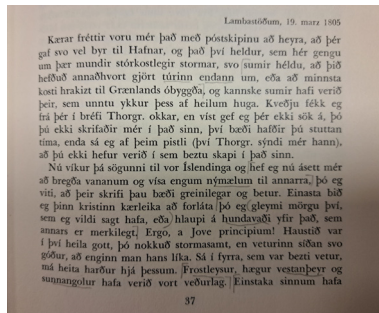 Lambastöðum, 19. marz 1805
Kærar fréttir voru mér það með póstskipinu að heyra, að þér
gaf svo vel byr til Hafnar, og það því heldur, sem hér gengu
um þær mundir stórkostlegir stormar, svo sumir héldu, að þið
hefðuð annaðhvort gjört túrinn endann um, eða að minnsta
kosti hrakizt til Grænlands óbyggða, og kannske sumir hafi verið
þeir, sem unntu ykkur þess af heilum huga. Kveðju fékk eg
frá þér í bréfi Thorgr. okkar, en víst gef eg þér ekki sök á, þó
þú ekki skrifaðir mér í það sinn, því bæði hafðir þú stuttan
tíma, enda sá eg af þeim pistli (því Thorgr. sýndi mér hann),
að þú ekki hefur verið í sem beztu skapi í það sinn.
Nú víkur þá sögunni til vor Íslendinga og hef eg nú ásett mér
að bregða vananum og vísa engum nýmælum til annarra, þó eg
viti, að þeir skrifi þau bæði greinilegar og betur. Einasta bið
eg þinn kristinn kærleika að forláta, þó eg gleymi mörgu því,
sem eg vildi sagt hafa, eða hlaupi á hundavaði yfir það, sem
annars er merkilegt. Ergo, a Jove principium! Haustið var
í því heila gott, þó nokkuð stormasamt, en veturinn síðan svo
góður, að enginn man hans líka. Sá í fyrra, sem var bezti vetur,
má heita harður hjá þessum. Frostleysur, hægur vestanþeyr og
sunnangolur hafa verið vort veðurlag. Einstaka sinnum hafa
37